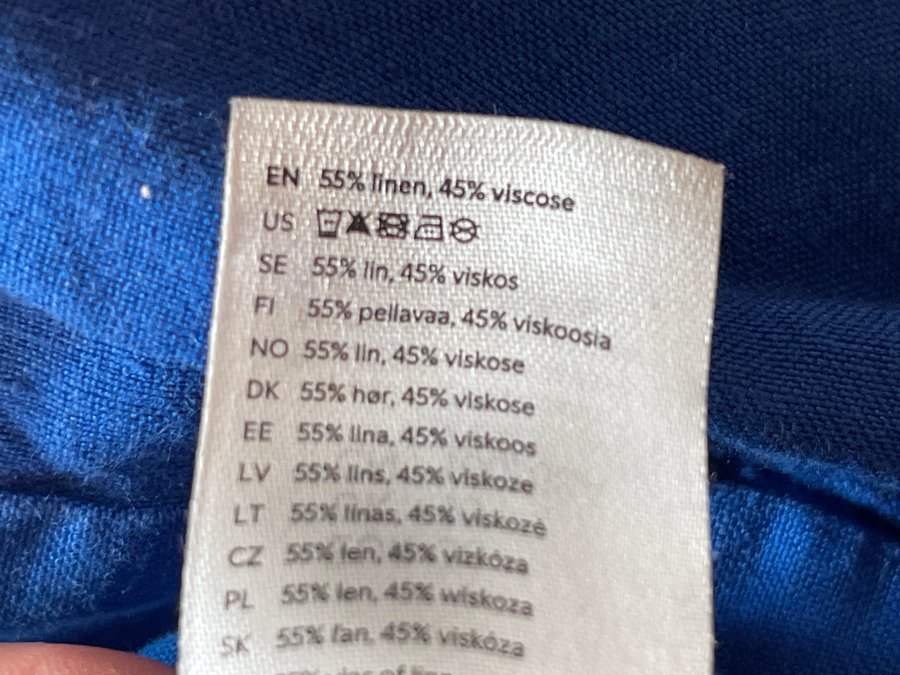 EN 55% linen, 45% viscose
US
SE 55% lin, 45% viskos
FI 55% pellavaa, 45% viskoosia
NO 55% lin, 45% viskose
DK 55% hør, 45% viskose
EE 55% lina, 45% viskoos
LV 55% lins, 45% viskoze
LT 55% linas, 45% viskozė
CZ 55% len, 45% vizkóza
PL 55% len, 45% wiskoza
SK 55% ľan, 45% viskóza